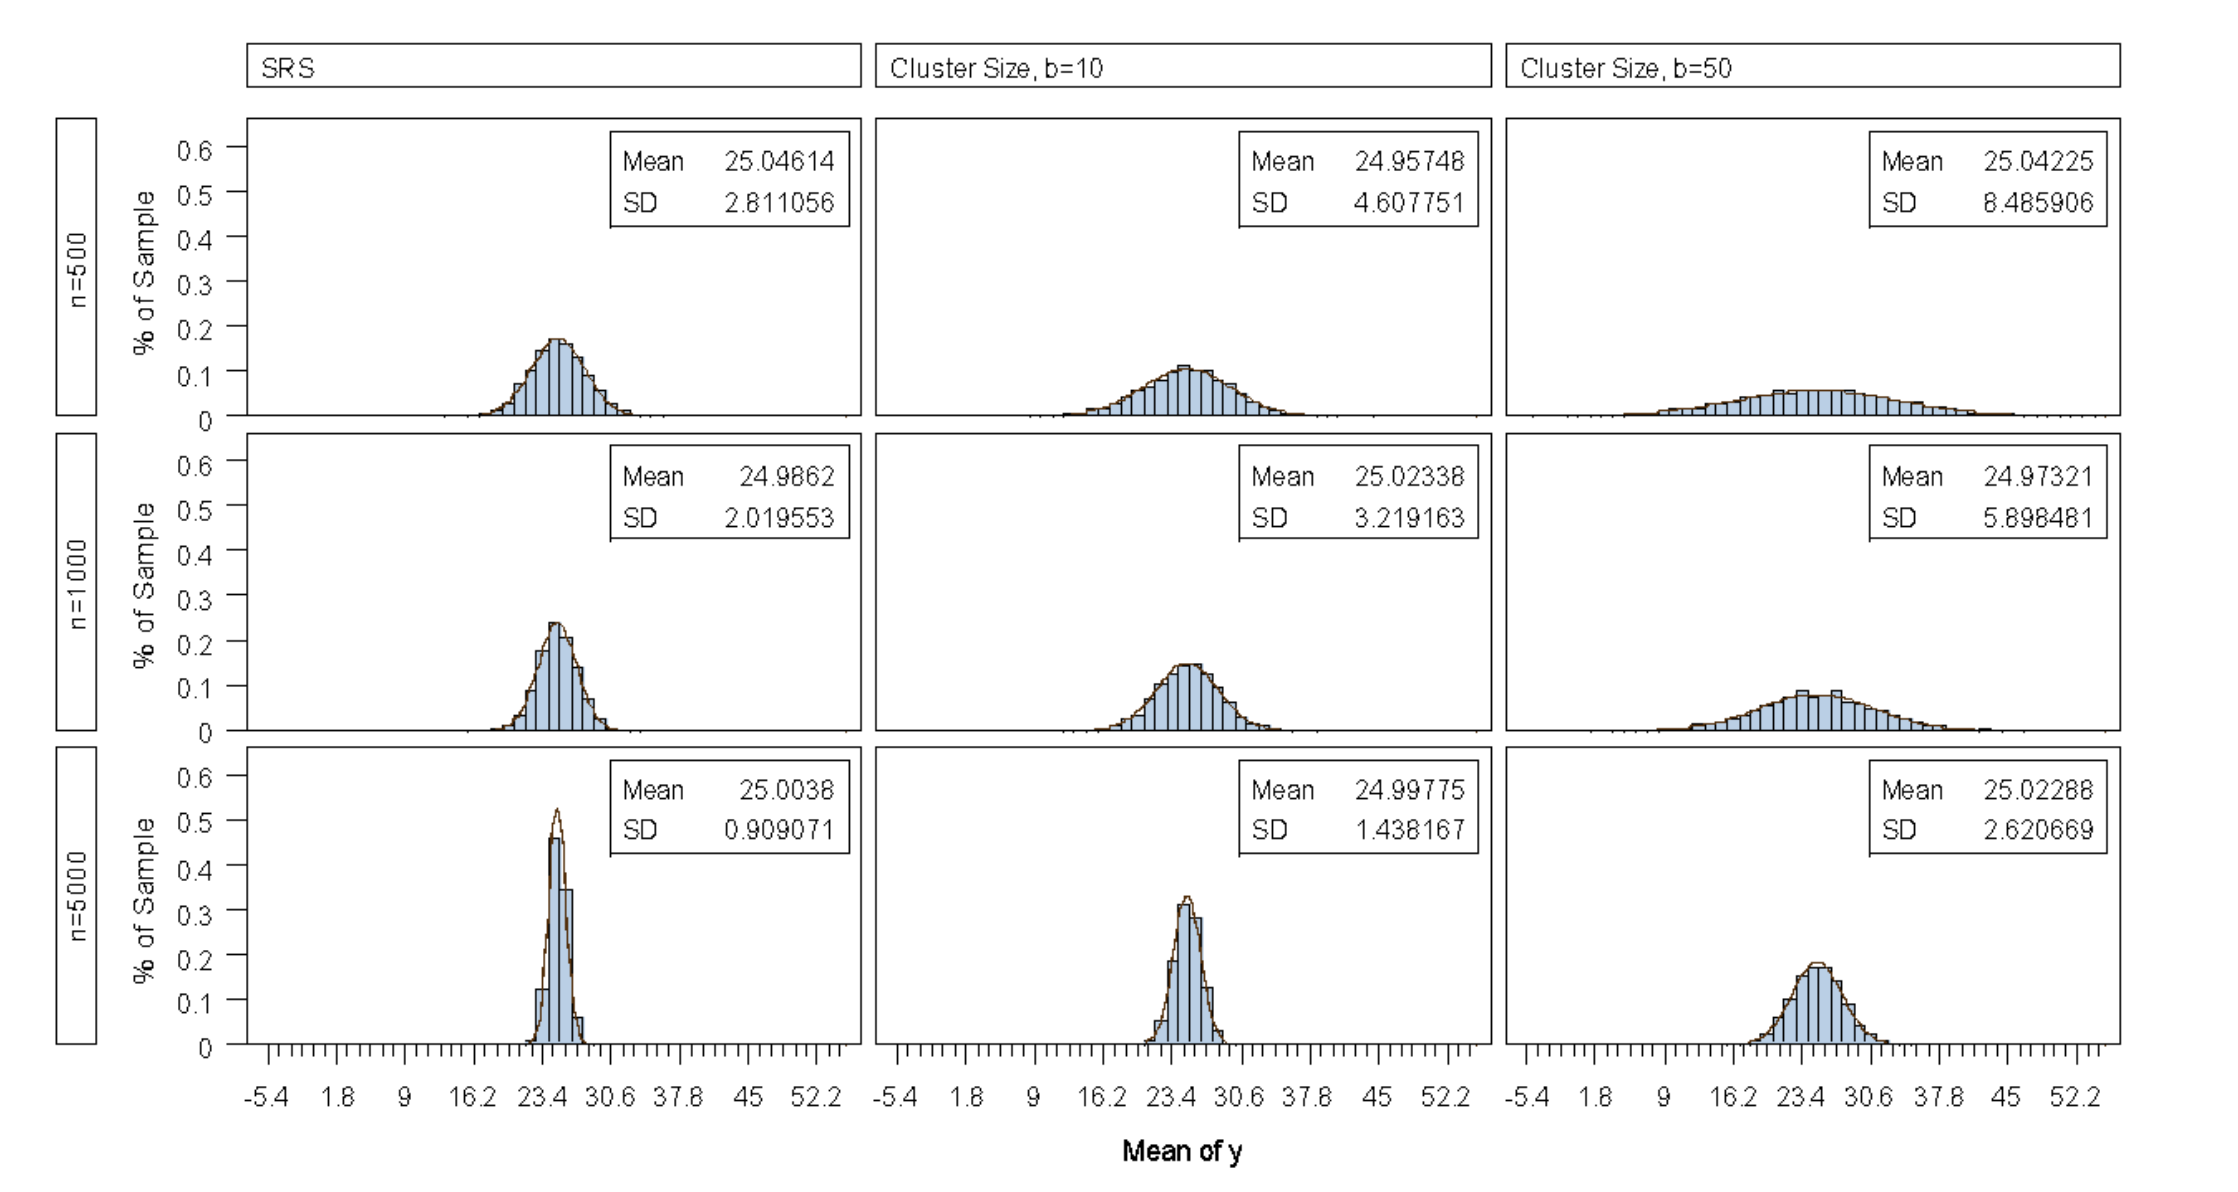 SRS
Cluster Size, b=10
Cluster Size, b=50
n=500
% of Sample
0.6
0.5
0.4
0.3
0.2
0.1
0
Mean 25.04614
SD 2.811056
Mean 24.95748
SD 4.607751
Mean 25.04225
SD 8.485906
n=1000
% of Sample
0.6
0.5
0.4
0.3
0.2
0.1
0
Mean 24.9862
SD 2.019553
Mean 25.02338
SD 3.219163
Mean 24.97321
SD 5.898481
n=5000
% of Sample
0.6
0.5
0.4
0.3
0.2
0.1
0
Mean 25.0038
SD 0.909071
Mean 24.99775
SD 1.438167
Mean 25.02288
SD 2.620669
-5.4 1.8 9 16.2 23.4 30.6 37.8 45 52.2
-5.4 1.8 9 16.2 23.4 30.6 37.8 45 52.2
-5.4 1.8 9 16.2 23.4 30.6 37.8 45 52.2
Mean of y